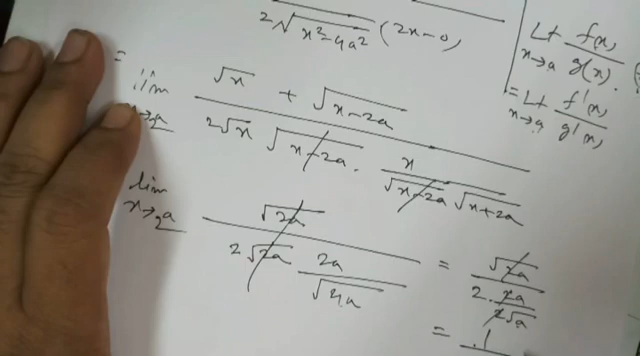 2√(x²-4a²) (2x-0)
Lt x→a f(x)/g(x).
= Lt x→a f'(x)/g'(x)
= lim x→2a (√x + √(x-2a)) / (2√x √(x-2a) · x/(√(x-2a) √(x+2a)))
lim x→2a √2a / (2√2a · 2a/√4a) = √2a / (2 · 2a/2√a)
= 1